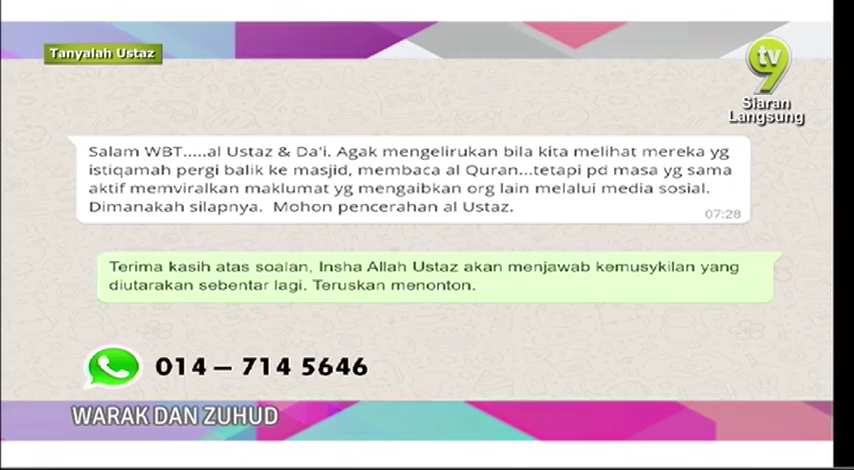 Tanyalah Ustaz
tv
9
Siaran
Langsung
Salam WBT.....al Ustaz & Da'i. Agak mengelirukan bila kita melihat mereka yg
istiqamah pergi balik ke masjid, membaca al Quran...tetapi pd masa yg sama
aktif memviralkan maklumat yg mengaibkan org lain melalui media sosial.
Dimanakah silapnya. Mohon pencerahan al Ustaz.
07:28
Terima kasih atas soalan, Insha Allah Ustaz akan menjawab kemusykilan yang
diutarakan sebentar lagi. Teruskan menonton.
014 – 714 5646
WARAK DAN ZUHUD